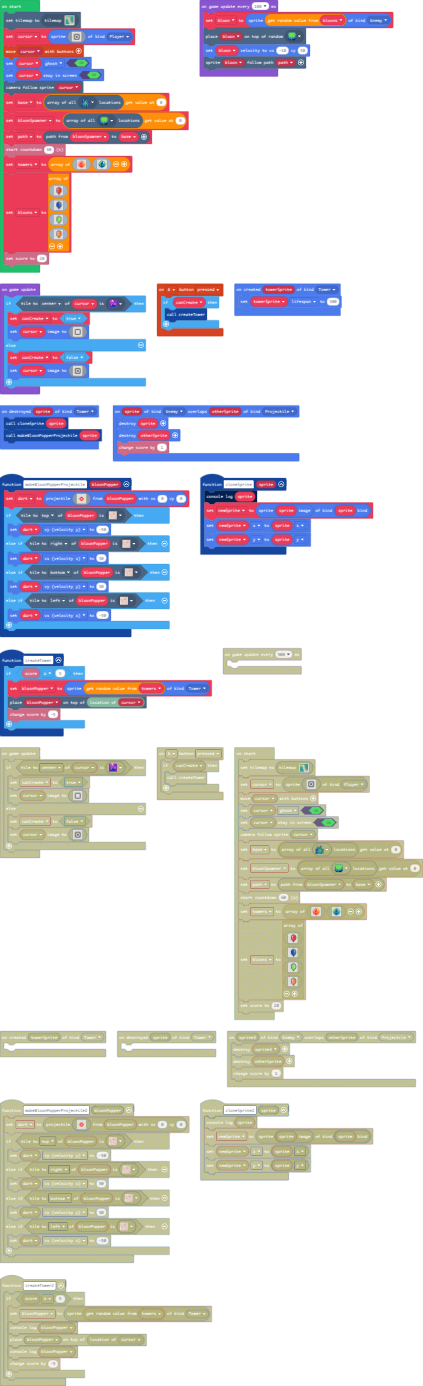 on start
set tilemap to tilemap
set cursor to sprite of kind Player
move cursor with buttons
set cursor ghost
set cursor stay in screen
camera follow sprite cursor
set base to array of all locations get value at 0
set bloonSpawner to array of all locations get value at 0
set path to path from bloonSpawner to base
start countdown (s)
set towers to array of
array of
set bloons to
set score to 10
on game update every 500 ms
set bloon to sprite get random value from bloons of kind Enemy
place bloon on top of random
set bloon velocity to vx vy
sprite bloon follow path path
on game update
if tile to center of cursor is then
set canCreate to true
set cursor image to
else
set canCreate to false
set cursor image to
on A button pressed
if canCreate then
call createTower
on created towerSprite of kind Tower
set towerSprite lifespan to 500
on destroyed sprite of kind Tower
call cloneSprite sprite
call makeBloonPopperProjectile sprite
on sprite of kind Enemy overlaps otherSprite of kind Projectile
destroy sprite
destroy otherSprite
change score by 1
function makeBloonPopperProjectile bloonPopper
set dart to projectile from bloonPopper with vx 0 vy 0
if tile to top of bloonPopper is then
set dart vy (velocity y) to -50
else if tile to right of bloonPopper is then
set dart vx (velocity x) to 50
else if tile to bottom of bloonPopper is then
set dart vy (velocity y) to 50
else if tile to left of bloonPopper is then
set dart vx (velocity x) to -50
function cloneSprite sprite
console log sprite
set newSprite to sprite sprite image of kind sprite kind
set newSprite x to sprite x
set newSprite y to sprite y
function createTower
if score ≥ 5 then
set bloonPopper to sprite get random value from towers of kind Tower
place bloonPopper on top of location of cursor
change score by
on game update every 500 ms
on game update
if tile to center of cursor is then
set canCreate to true
set cursor image to
else
set canCreate to false
set cursor image to
on A button pressed
if canCreate then
call createTower
on start
set tilemap to tilemap
set cursor to sprite of kind Player
move cursor with buttons
set cursor ghost
set cursor stay in screen
camera follow sprite cursor
set base to array of all locations get value at 0
set bloonSpawner to array of all locations get value at 0
set path to path from bloonSpawner to base
start countdown (s)
set towers to array of
array of
set bloons to
set score to 10
on created towerSprite of kind Tower
on destroyed sprite of kind Tower
on sprite2 of kind Enemy overlaps otherSprite of kind Projectile
destroy sprite2
destroy otherSprite
change score by 1
function makeBloonPopperProjectile2 bloonPopper
set dart to projectile from bloonPopper with vx 0 vy 0
if tile to top of bloonPopper is then
set dart vy (velocity y) to -50
else if tile to right of bloonPopper is then
set dart vx (velocity x) to 50
else if tile to bottom of bloonPopper is then
set dart vy (velocity y) to 50
else if tile to left of bloonPopper is then
set dart vx (velocity x) to -50
function cloneSprite2 sprite
console log sprite
set newSprite to sprite sprite image of kind sprite kind
set newSprite x to sprite x
set newSprite y to sprite y
function createTower2
if score ≥ 5 then
set bloonPopper to sprite get random value from towers of kind Tower
console log bloonPopper
place bloonPopper on top of location of cursor
console log bloonPopper
change score by